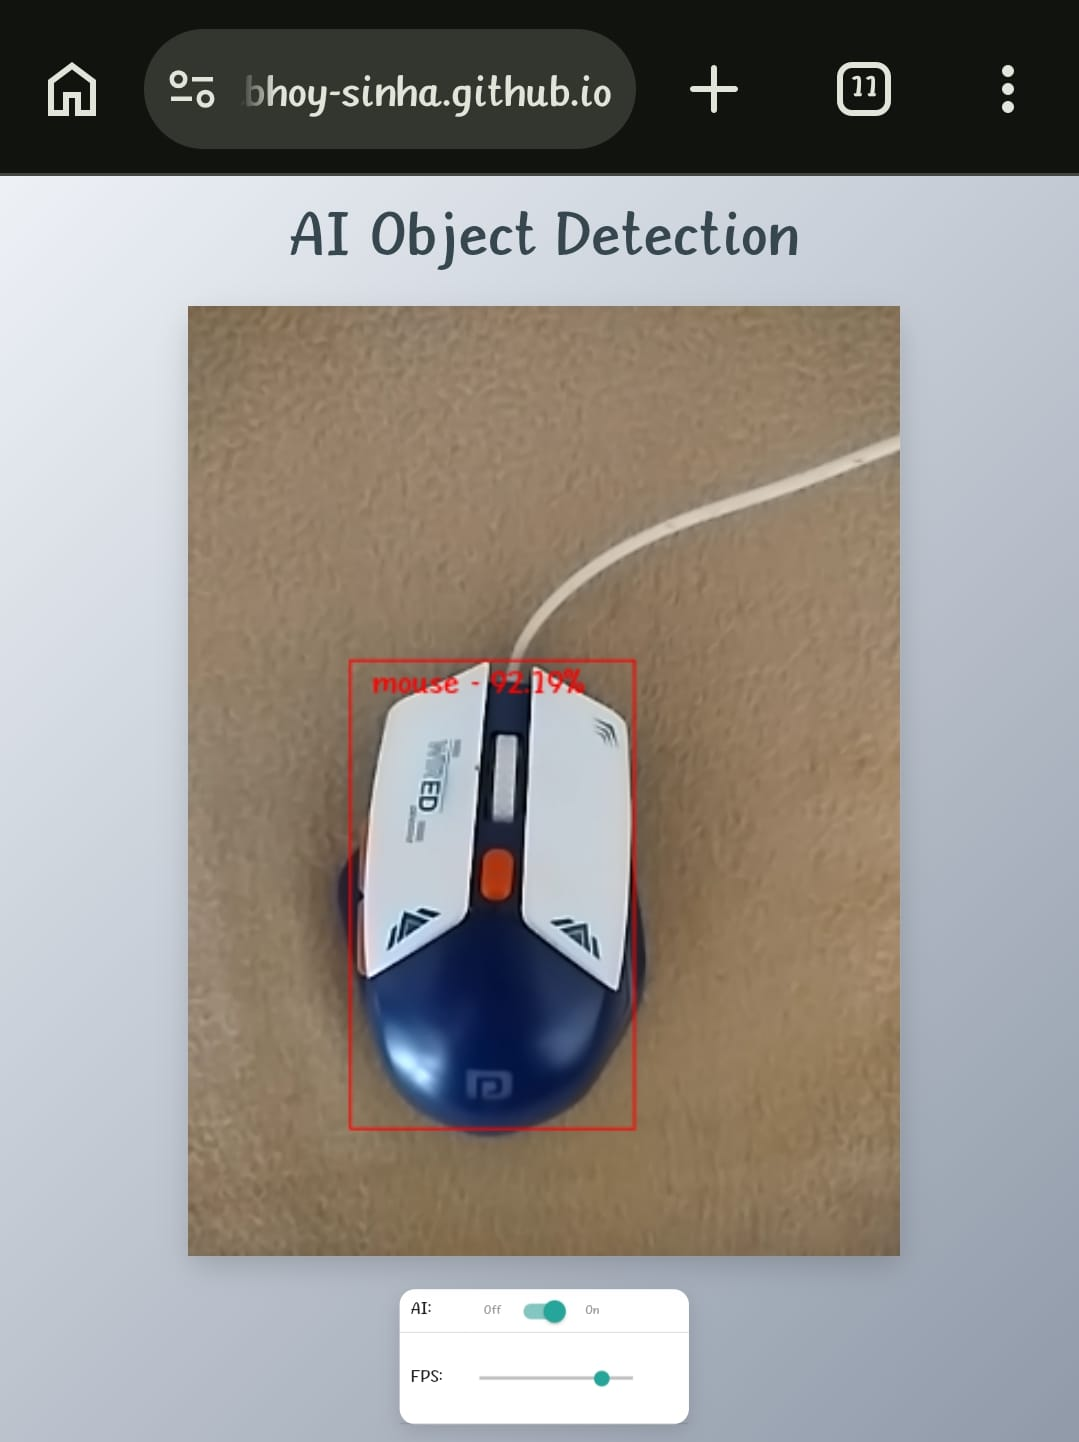 bhoy-sinha.github.io
11
AI Object Detection
mouse - 92.19%
WIRED
AI:
Off
On
FPS: